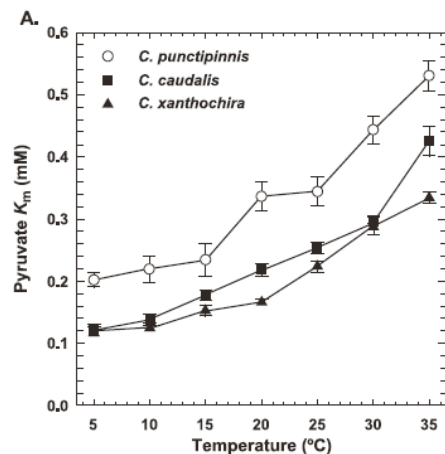 A.
0.6
0.5
0.4
0.3
0.2
0.1
0.0
Pyruvate Km (mM)
C. punctipinnis
C. caudalis
C. xanthochira
5 10 15 20 25 30 35
Temperature (ºC)